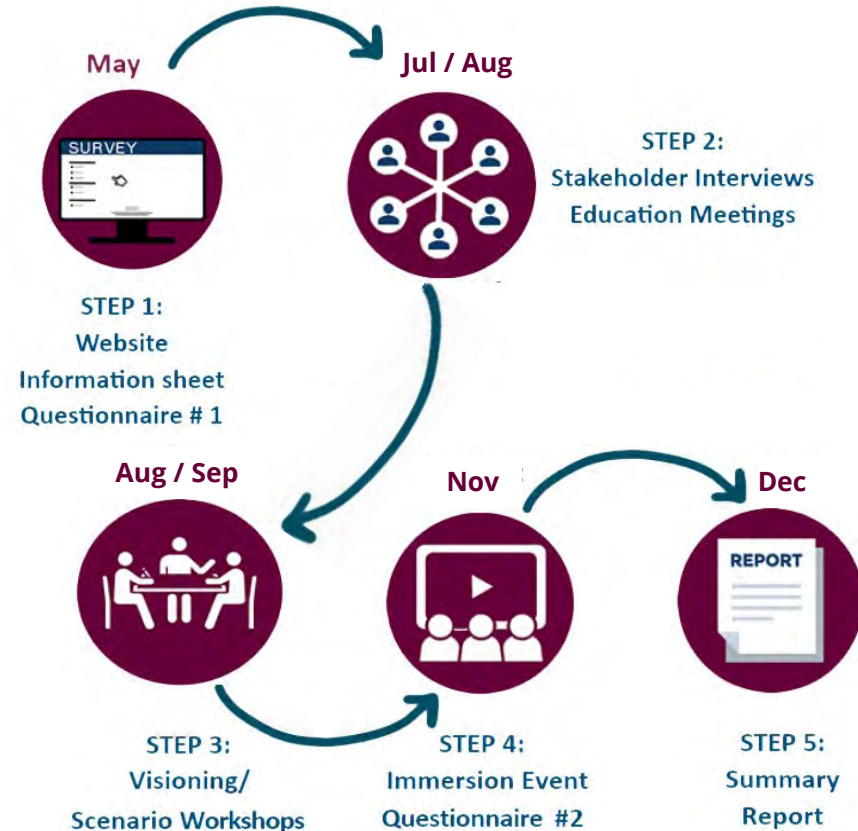 May
SURVEY
STEP 1:
Website
Information sheet
Questionnaire # 1
Jul / Aug
STEP 2:
Stakeholder Interviews
Education Meetings
Aug / Sep
STEP 3:
Visioning/
Scenario Workshops
Nov
STEP 4:
Immersion Event
Questionnaire #2
Dec
REPORT
STEP 5:
Summary
Report